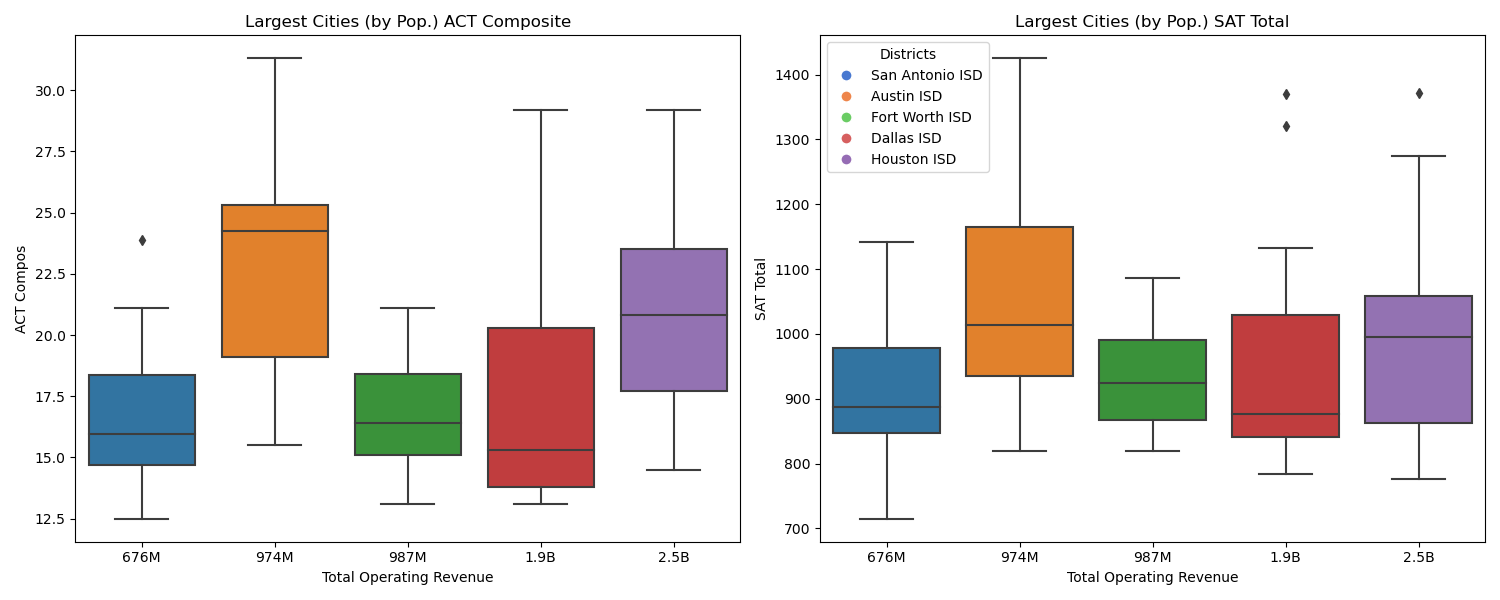 Largest Cities (by Pop.) ACT Composite
ACT Compos
30.0
27.5
25.0
22.5
20.0
17.5
15.0
12.5
676M 974M 987M 1.9B 2.5B
Total Operating Revenue
Largest Cities (by Pop.) SAT Total
SAT Total
1400
1300
1200
1100
1000
900
800
700
Districts
San Antonio ISD
Austin ISD
Fort Worth ISD
Dallas ISD
Houston ISD
676M 974M 987M 1.9B 2.5B
Total Operating Revenue